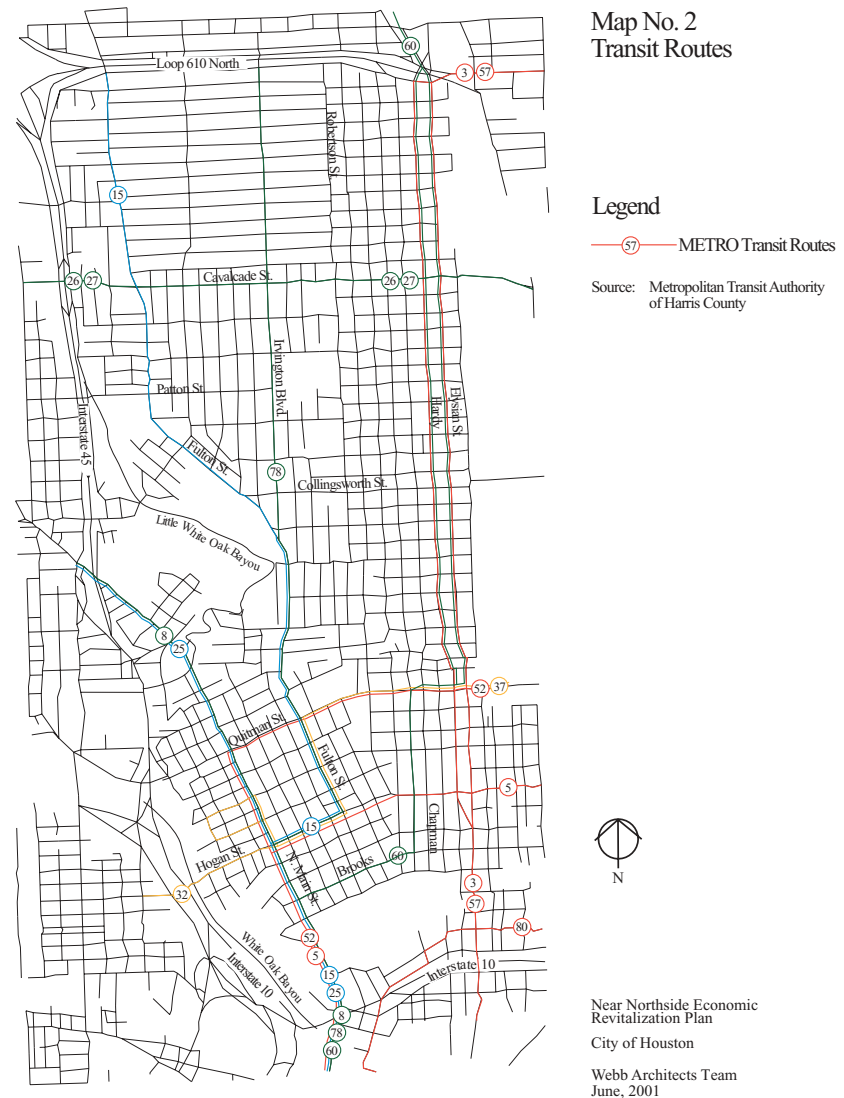 Map No. 2
Transit Routes
60
Loop 610 North
3
57
Robertson St.
15
Legend
57
METRO Transit Routes
Source: Metropolitan Transit Authority
of Harris County
26
27
Cavalcade St.
26
27
Irvington Blvd.
Patton St.
Elysian St
Hardy
Interstate 45
Fulton St.
78
Collingsworth St.
Little White Oak Bayou
8
25
52
37
Quitman St.
Fulton St.
5
15
Chapman
Hogan St.
Brooks
60
N. Main St.
32
3
57
N
52
5
80
White Oak Bayou
Interstate 10
Interstate 10
15
25
8
78
60
Near Northside Economic
Revitalization Plan
City of Houston
Webb Architects Team
June, 2001